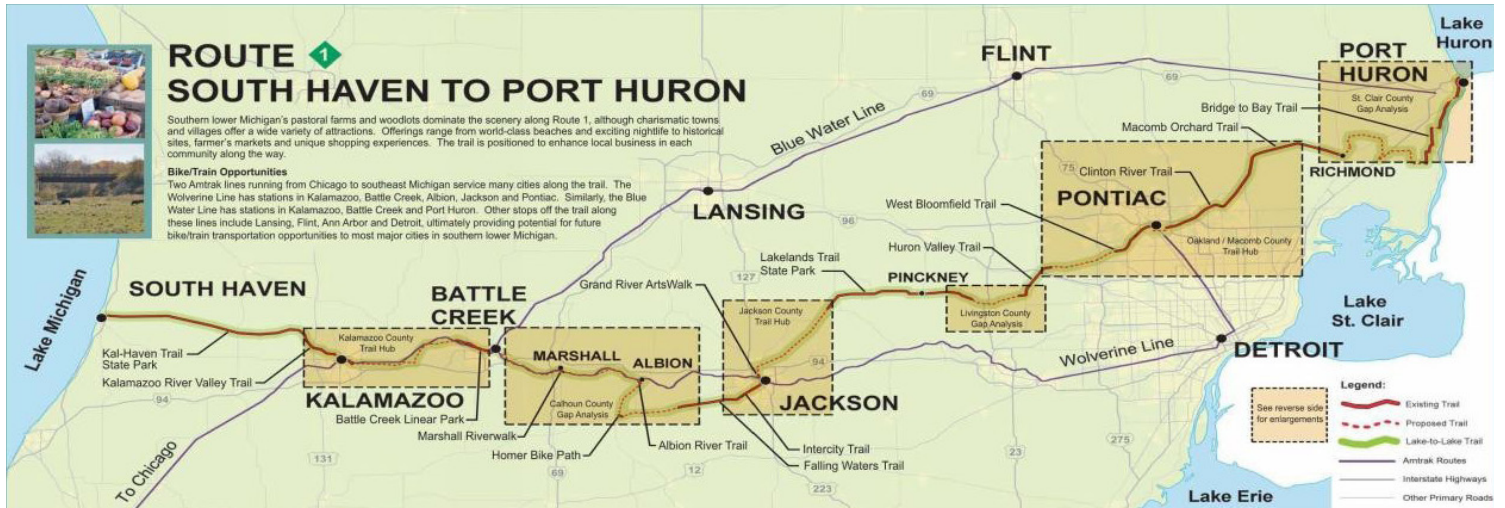 ROUTE 1
SOUTH HAVEN TO PORT HURON
Southern lower Michigan's pastoral farms and woodlots dominate the scenery along Route 1, although charismatic towns
and villages offer a wide variety of attractions. Offerings range from world-class beaches and exciting nightlife to historical
sites, farmer's markets and unique shopping experiences. The trail is positioned to enhance local business in each
community along the way.
Bike/Train Opportunities
Two Amtrak lines running from Chicago to southeast Michigan service many cities along the trail. The
Wolverine Line has stations in Kalamazoo, Battle Creek, Albion, Jackson and Pontiac. Similarly, the Blue
Water Line has stations in Kalamazoo, Battle Creek and Port Huron. Other stops off the trail along
these lines include Lansing, Flint, Ann Arbor and Detroit, ultimately providing potential for future
bike/train transportation opportunities to most major cities in southern lower Michigan.
Lake Michigan
SOUTH HAVEN
Kal-Haven Trail
State Park
Kalamazoo River Valley Trail
94
To Chicago
131
Kalamazoo County
Trail Hub
KALAMAZOO
BATTLE
CREEK
Battle Creek Linear Park
Marshall Riverwalk
Homer Bike Path
69
MARSHALL
ALBION
Calhoun County
Gap Analysis
Albion River Trail
12
223
Grand River ArtsWalk
127
Jackson County
Trail Hub
94
JACKSON
Intercity Trail
Falling Waters Trail
LANSING
Blue Water Line
69
FLINT
69
96
Lakelands Trail
State Park
PINCKNEY
Livingston County
Gap Analysis
Huron Valley Trail
West Bloomfield Trail
Clinton River Trail
75
PONTIAC
Oakland / Macomb County
Trail Hub
Macomb Orchard Trail
Bridge to Bay Trail
RICHMOND
PORT
HURON
St. Clair County
Gap Analysis
Lake
Huron
Wolverine Line
23
275
DETROIT
Lake
St. Clair
Lake Erie
See reverse side
for enlargements
Legend:
Existing Trail
Proposed Trail
Lake-to-Lake Trail
Amtrak Routes
Interstate Highways
Other Primary Roads